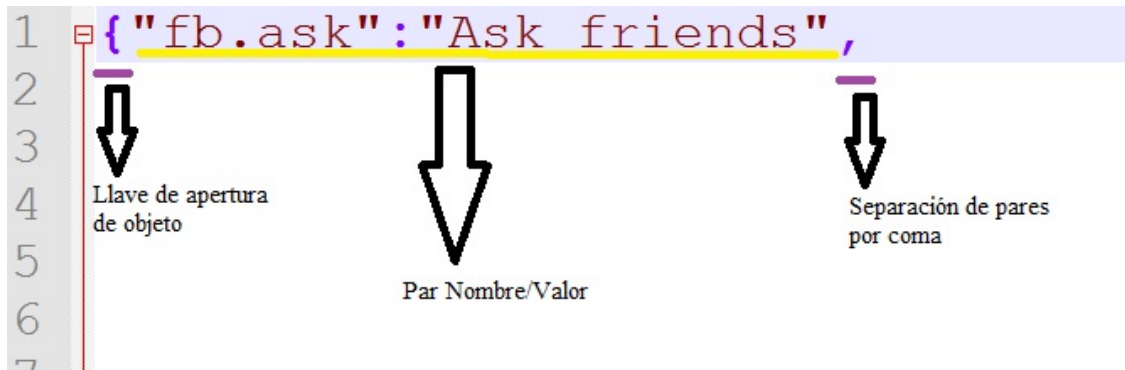 1 {"fb.ask":"Ask friends",
2
3
4 Llave de apertura
de objeto
Separación de pares
por coma
5
Par Nombre/Valor
6
7